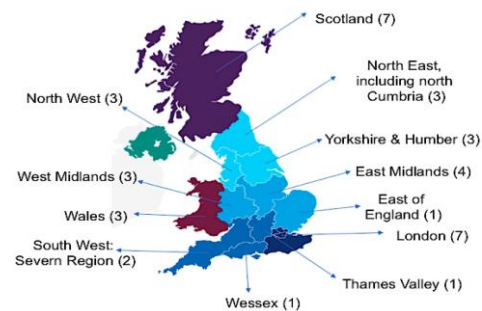 Scotland (7)
North East,
including north
Cumbria (3)
North West (3)
Yorkshire & Humber (3)
West Midlands (3)
East Midlands (4)
East of
England (1)
Wales (3)
London (7)
South West:
Severn Region (2)
Thames Valley (1)
Wessex (1)